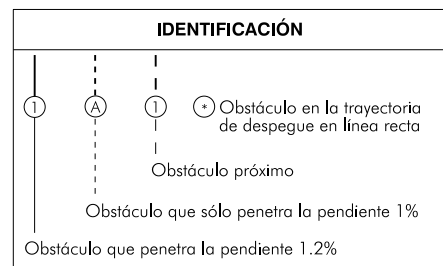 IDENTIFICACIÓN
1 A 1 * Obstáculo en la trayectoria
de despegue en línea recta
Obstáculo próximo
Obstáculo que sólo penetra la pendiente 1%
Obstáculo que penetra la pendiente 1.2%